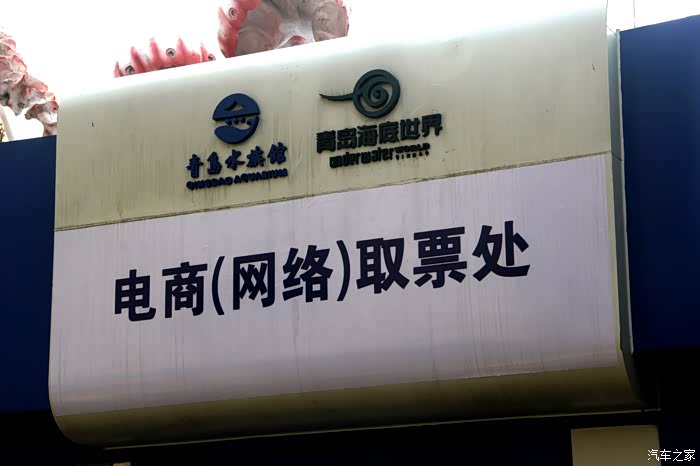 青岛水族馆
QINGDAO AQUARIUM
青岛海底世界
underwater WORLD
QINGDAO
电商(网络)取票处
汽车之家